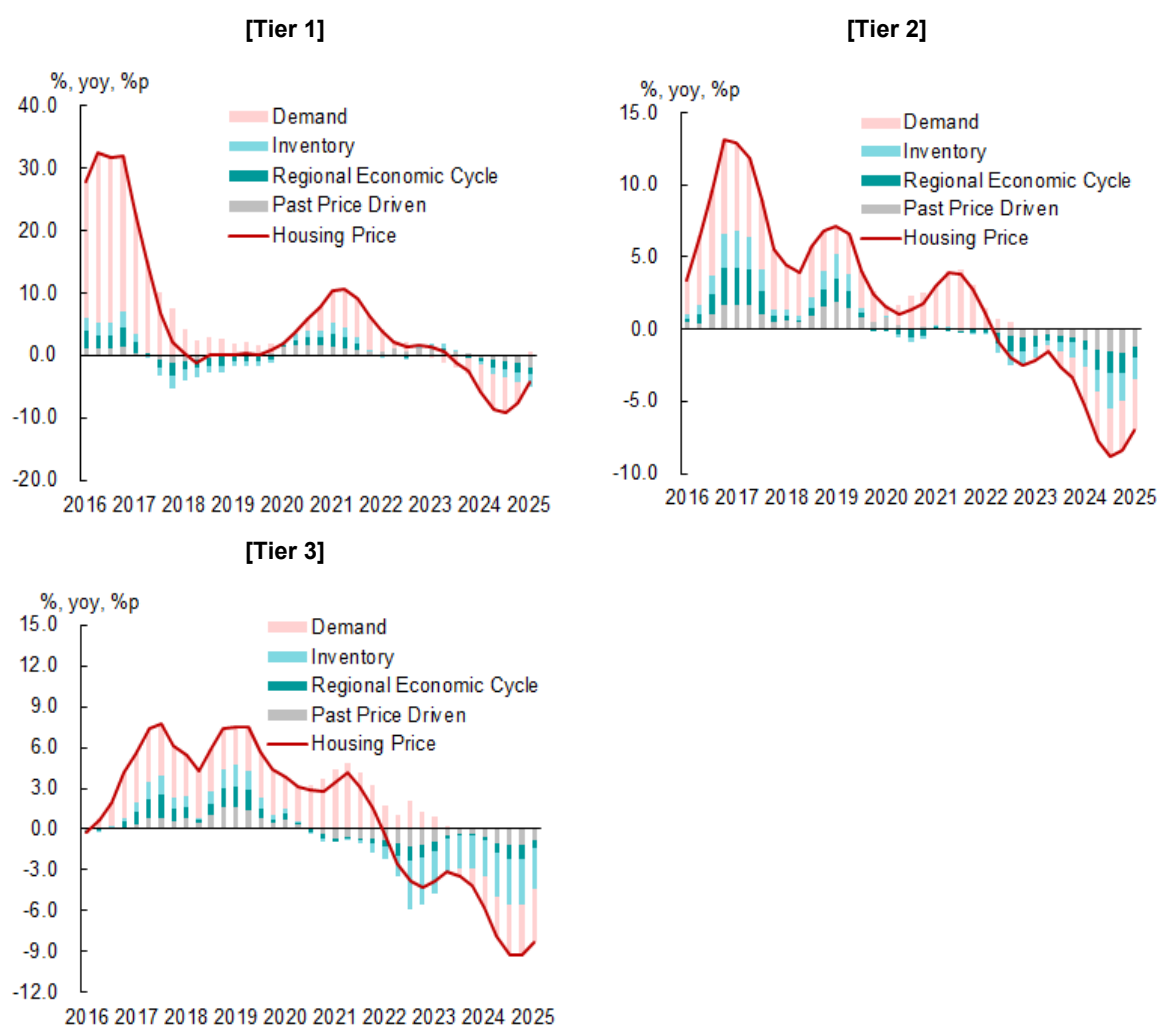 [Tier 1]
%, yoy, %p
40.0
30.0
20.0
10.0
0.0
-10.0
-20.0
Demand
Inventory
Regional Economic Cycle
Past Price Driven
Housing Price
2016 2017 2018 2019 2020 2021 2022 2023 2024 2025
[Tier 2]
%, yoy, %p
15.0
10.0
5.0
0.0
-5.0
-10.0
Demand
Inventory
Regional Economic Cycle
Past Price Driven
Housing Price
2016 2017 2018 2019 2020 2021 2022 2023 2024 2025
[Tier 3]
%, yoy, %p
15.0
12.0
9.0
6.0
3.0
0.0
-3.0
-6.0
-9.0
-12.0
Demand
Inventory
Regional Economic Cycle
Past Price Driven
Housing Price
2016 2017 2018 2019 2020 2021 2022 2023 2024 2025